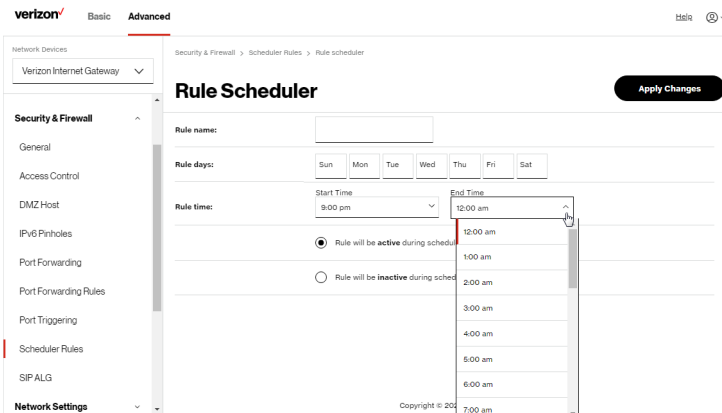 verizon✓ Basic Advanced Help
Network Devices
Verizon Internet Gateway
Security & Firewall > Scheduler Rules > Rule scheduler
Rule Scheduler
Apply Changes
Security & Firewall
General
Access Control
DMZ Host
IPv6 Pinholes
Port Forwarding
Port Forwarding Rules
Port Triggering
Scheduler Rules
SIP ALG
Network Settings
Rule name:
Rule days: Sun Mon Tue Wed Thu Fri Sat
Start Time End Time
Rule time: 9:00 pm 12:00 am
Rule will be active during schedul
Rule will be inactive during sched
12:00 am
1:00 am
2:00 am
3:00 am
4:00 am
5:00 am
6:00 am
7:00 am
Copyright © 202